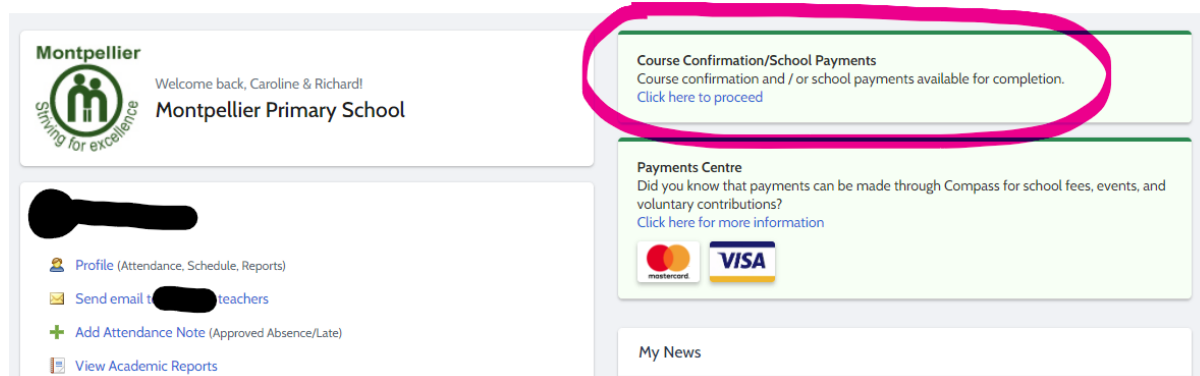 Montpellier
Striving for excellence
Welcome back, Caroline & Richard!
Montpellier Primary School
Profile (Attendance, Schedule, Reports)
Send email t
teachers
Add Attendance Note (Approved Absence/Late)
View Academic Reports
Course Confirmation/School Payments
Course confirmation and / or school payments available for completion.
Click here to proceed
Payments Centre
Did you know that payments can be made through Compass for school fees, events, and
voluntary contributions?
Click here for more information
mastercard.
VISA
My News